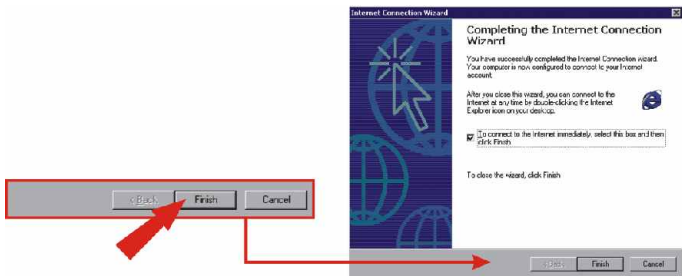 Internet Connection Wizard
Completing the Internet Connection
Wizard
You have successfully completed the Internet Connection wizard.
Your computer is now configured to connect to your Internet
account.
After you close this wizard, you can connect to the
Internet at any time by double-clicking the Internet
Explorer icon on your desktop.
To connect to the Internet immediately, select this box and then
click Finish
To close the wizard, click Finish
< Back Finish Cancel
< Back Finish Cancel